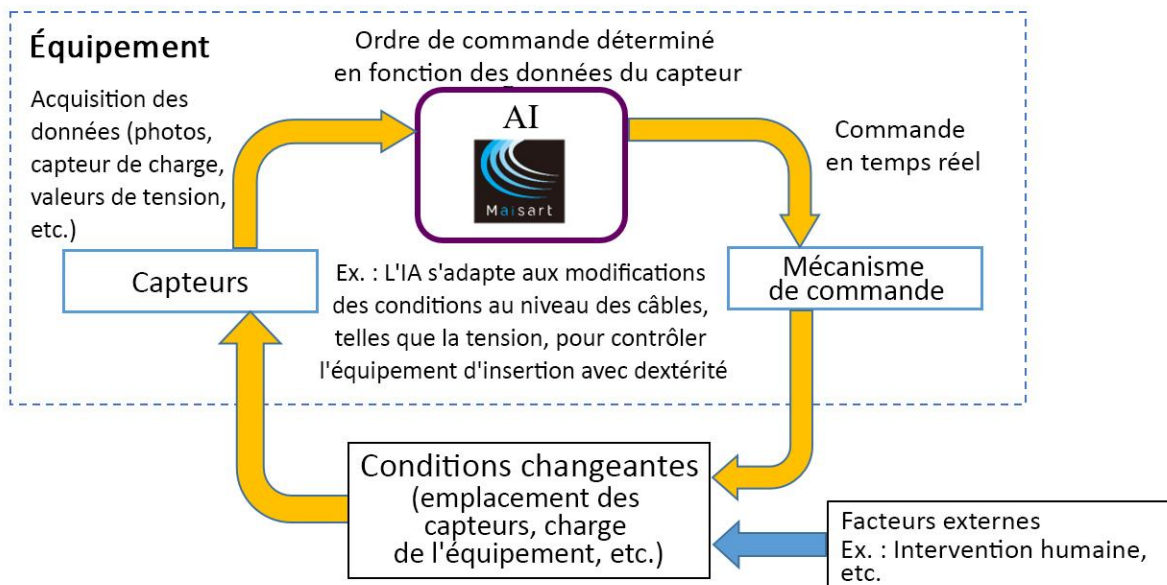 Équipement
Ordre de commande déterminé
en fonction des données du capteur
Acquisition des
données (photos,
capteur de charge,
valeurs de tension,
etc.)
AI
Maisart
Commande
en temps réel
Capteurs
Ex. : L'IA s'adapte aux modifications
des conditions au niveau des câbles,
telles que la tension, pour contrôler
l'équipement d'insertion avec dextérité
Mécanisme
de commande
Conditions changeantes
(emplacement des
capteurs, charge
de l'équipement, etc.)
Facteurs externes
Ex. : Intervention humaine,
etc.